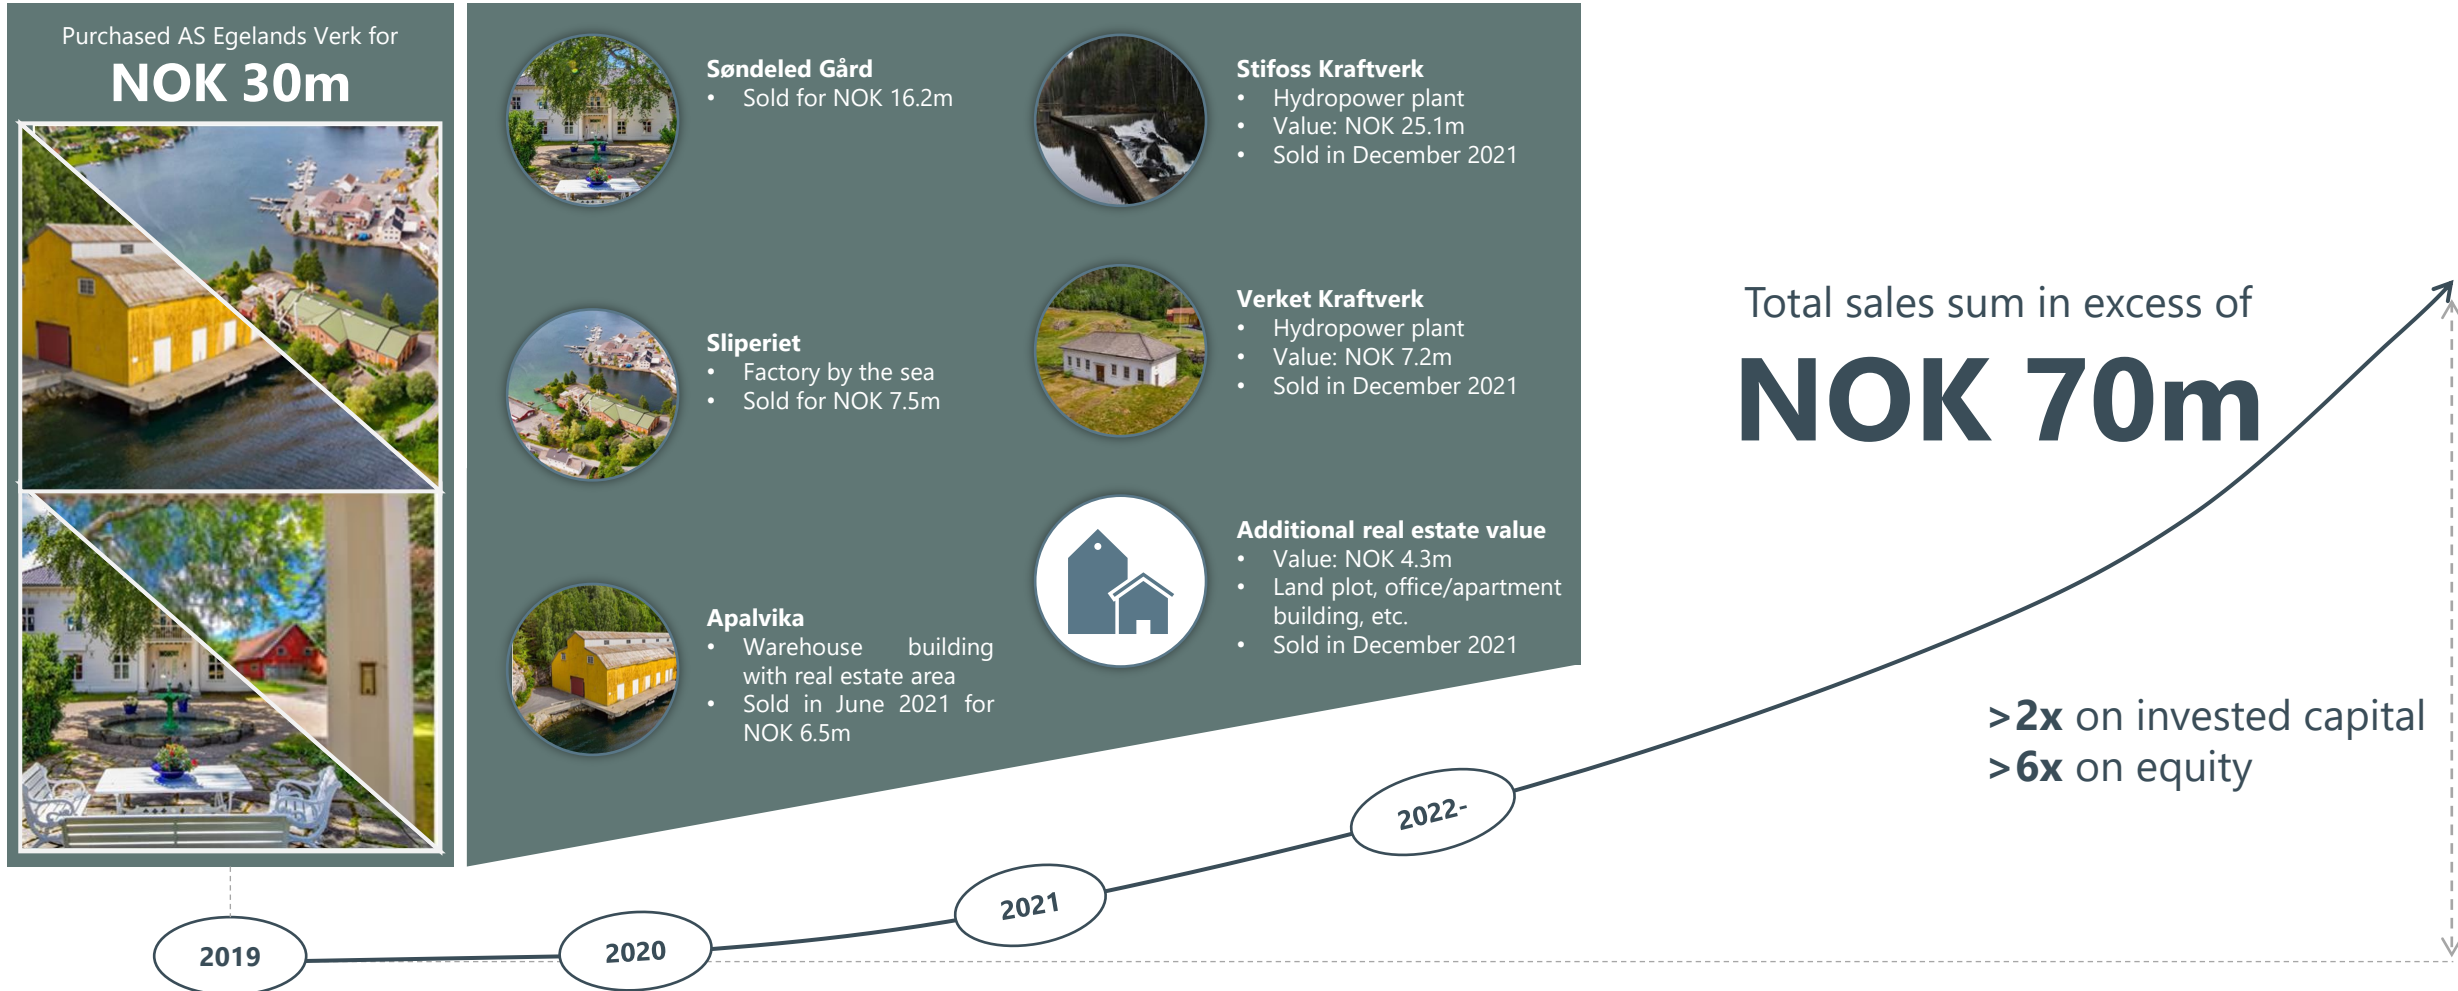 Purchased AS Egelands Verk for
NOK 30m
Søndeled Gård
• Sold for NOK 16.2m
Sliperiet
• Factory by the sea
• Sold for NOK 7.5m
Apalvika
• Warehouse building
with real estate area
• Sold in June 2021 for
NOK 6.5m
Stifoss Kraftverk
• Hydropower plant
• Value: NOK 25.1m
• Sold in December 2021
Verket Kraftverk
• Hydropower plant
• Value: NOK 7.2m
• Sold in December 2021
Additional real estate value
• Value: NOK 4.3m
• Land plot, office/apartment
building, etc.
• Sold in December 2021
Total sales sum in excess of
NOK 70m
>2x on invested capital
>6x on equity
2019
2020
2021
2022-